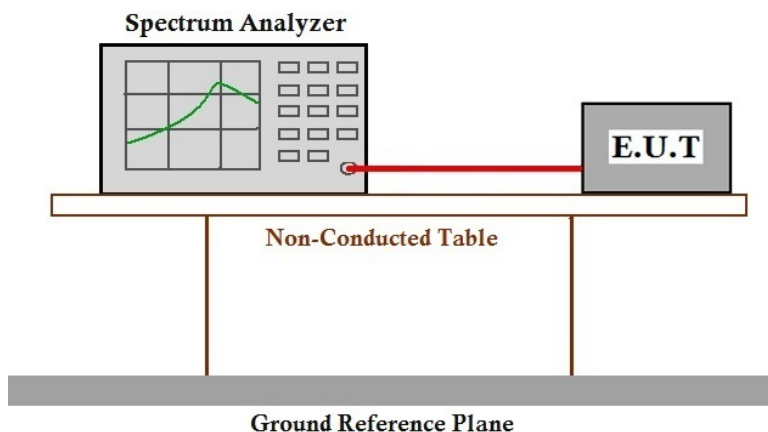 Spectrum Analyzer
E.U.T
Non-Conducted Table
Ground Reference Plane